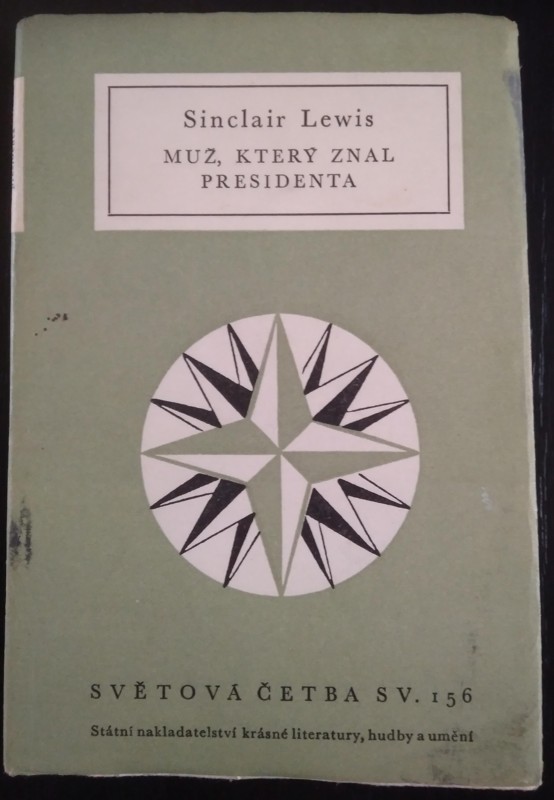 Sinclair Lewis
MUŽ, KTERÝ ZNAL
PRESIDENTA
SVĚTOVÁ ČETBA SV. 156
Státní nakladatelství krásné literatury, hudby a umění